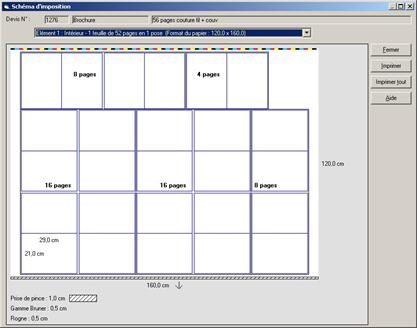 Schéma d'imposition
Devis N° : 1276 Brochure 56 pages couture fil + couv
Elément 1 : Intérieur - 1 feuille de 52 pages en 1 pose (Format du papier : 120,0 x 160,0)
Fermer
Imprimer
Imprimer tout
Aide
8 pages 4 pages
120,0 cm
16 pages 16 pages 8 pages
29,0 cm
21,0 cm
160,0 cm
Prise de pince : 1,0 cm
Gamme Bruner : 0,5 cm
Rogne : 0,5 cm